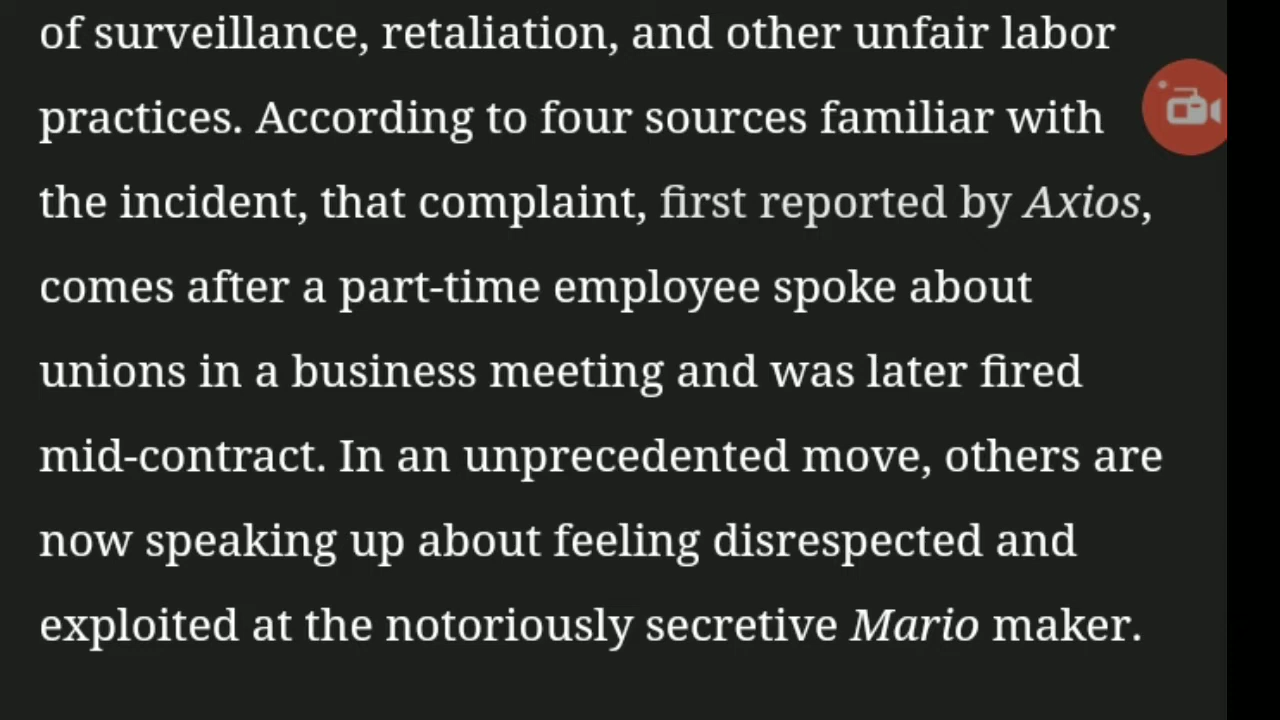 of surveillance, retaliation, and other unfair labor
practices. According to four sources familiar with
the incident, that complaint, first reported by Axios,
comes after a part-time employee spoke about
unions in a business meeting and was later fired
mid-contract. In an unprecedented move, others are
now speaking up about feeling disrespected and
exploited at the notoriously secretive Mario maker.